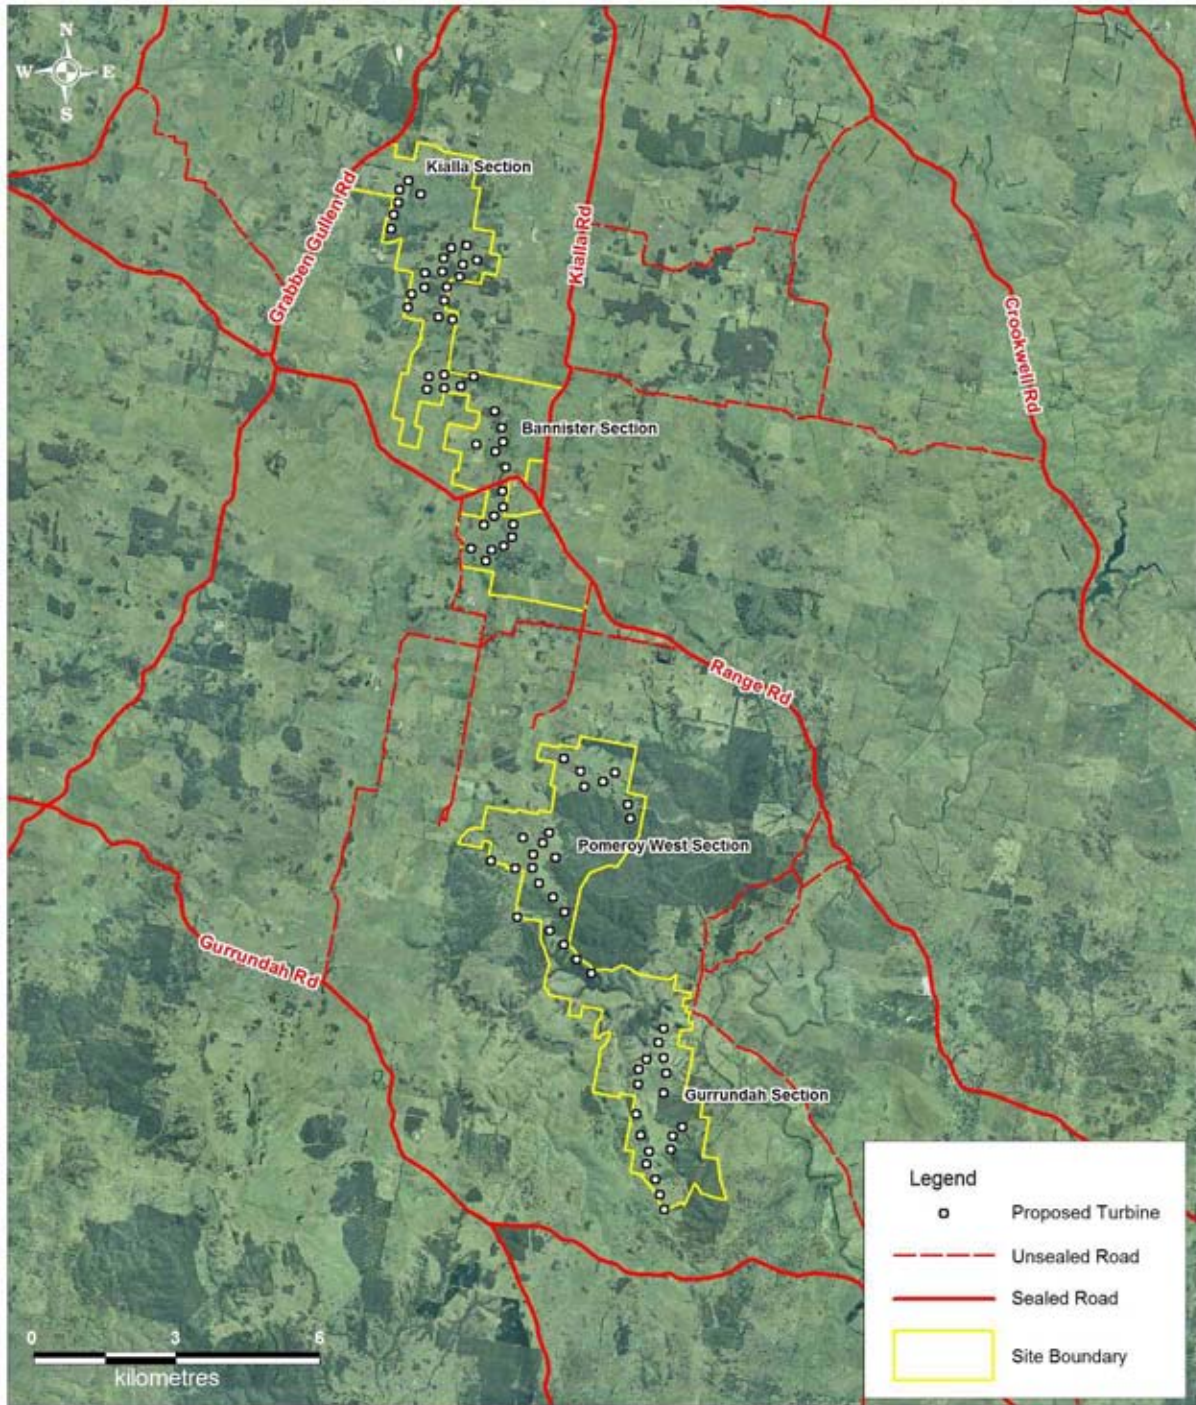 N
W E
S
Kialla Section
Grabben Gullen Rd
Kialla Rd
Crookwell Rd
Bannister Section
Range Rd
Pomeroy West Section
Gurrundah Rd
Gurrundah Section
Legend
Proposed Turbine
Unsealed Road
Sealed Road
Site Boundary
0 3 6
kilometres